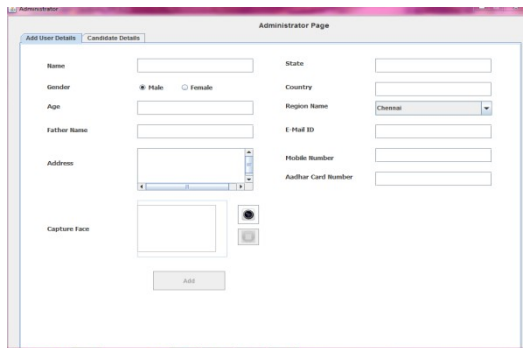 Administrator
Administrator Page
Add User Details Candidate Details
Name
Gender Male Female
Age
Father Name
Address
Capture Face
Add
State
Country
Region Name Chennai
E-Mail ID
Mobile Number
Aadhar Card Number